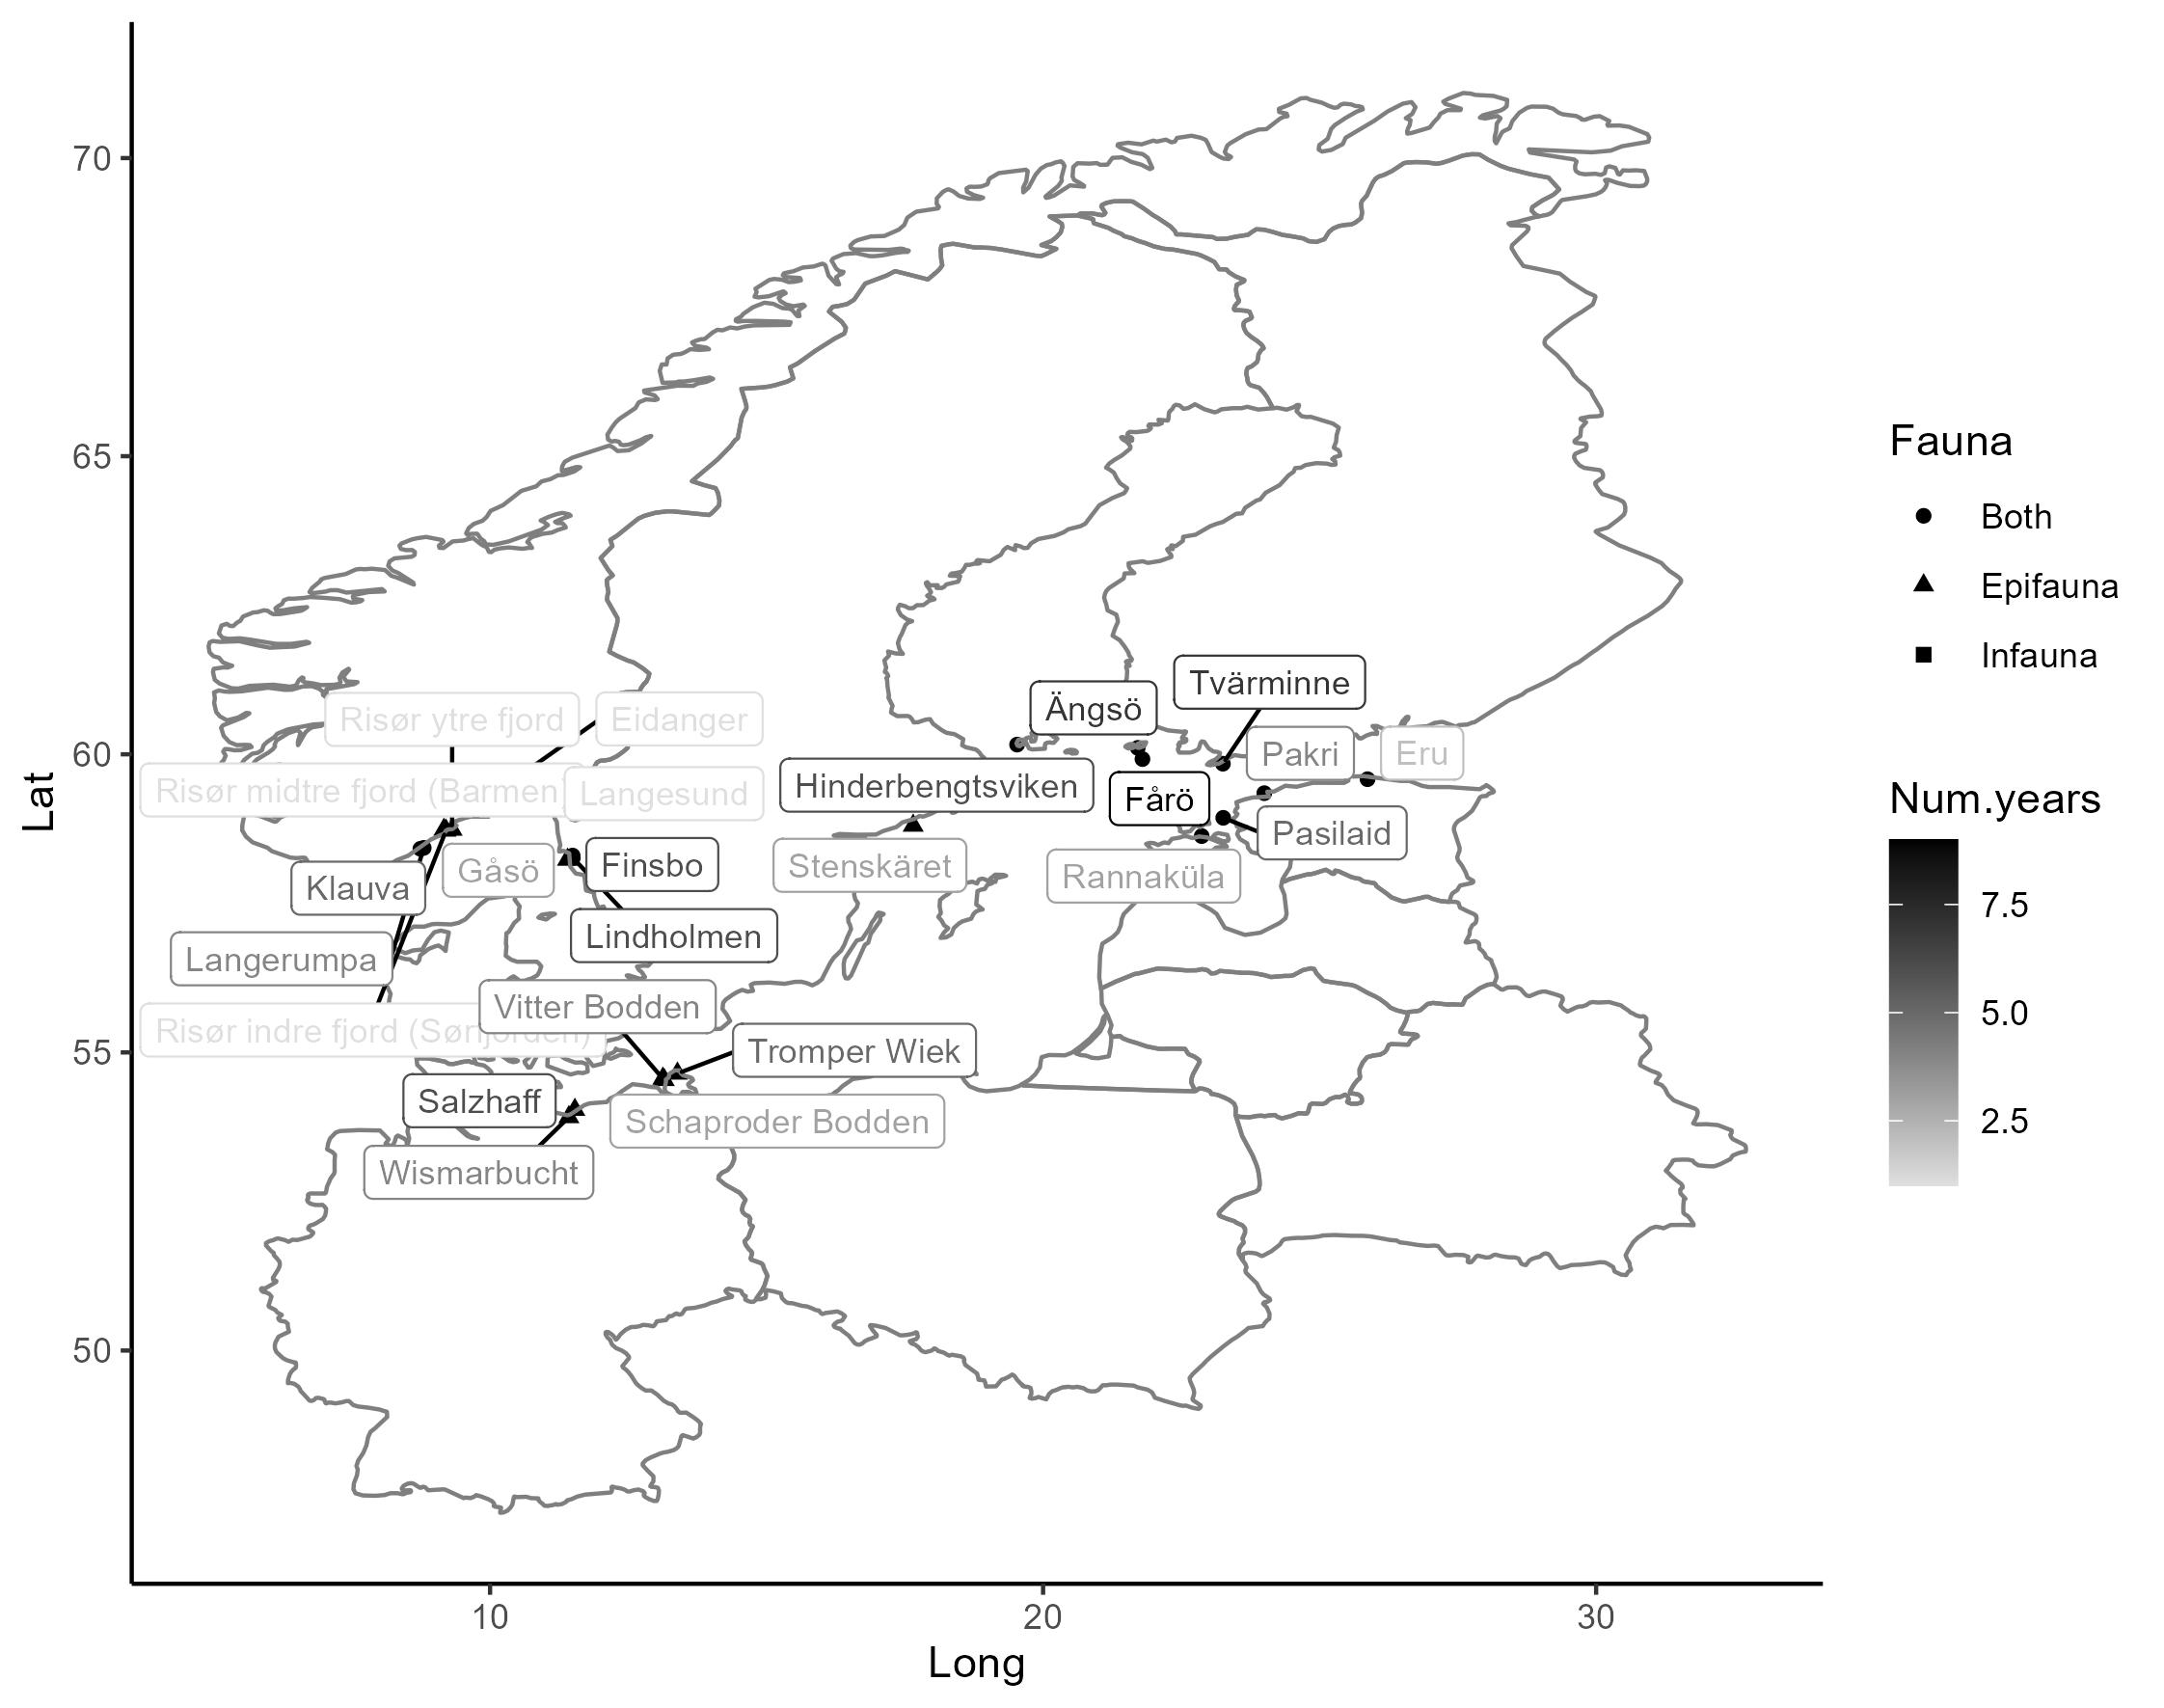 70
65
60
55
50
Lat
10
20
30
Long
Tvärminne
Ängsö
Risør ytre fjord
Eidanger
Pakri
Eru
Hinderbengtsviken
Risør midtre fjord (Barmen)
Langesund
Fårö
Pasilaid
Finsbo
Stenskäret
Gåsö
Rannaküla
Klauva
Lindholmen
Langerumpa
Vitter Bodden
Risør indre fjord (Sørfjorden)
Tromper Wiek
Salzhaff
Schaproder Bodden
Wismarbucht
Fauna
Both
Epifauna
Infauna
Num.years
7.5
5.0
2.5